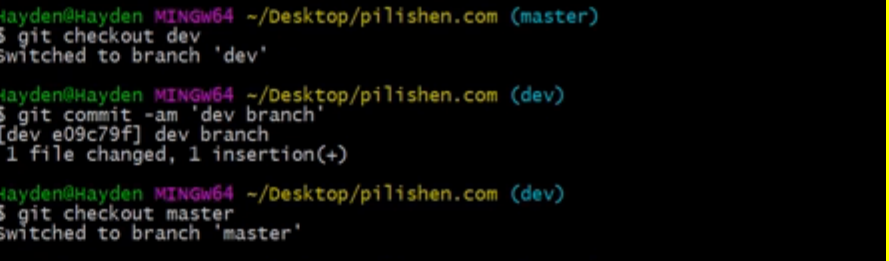 Hayden@Hayden MINGW64 ~/Desktop/pilishen.com (master)
$ git checkout dev
Switched to branch 'dev'
Hayden@Hayden MINGW64 ~/Desktop/pilishen.com (dev)
$ git commit -am 'dev branch'
[dev e09c79f] dev branch
1 file changed, 1 insertion(+)
Hayden@Hayden MINGW64 ~/Desktop/pilishen.com (dev)
$ git checkout master
Switched to branch 'master'